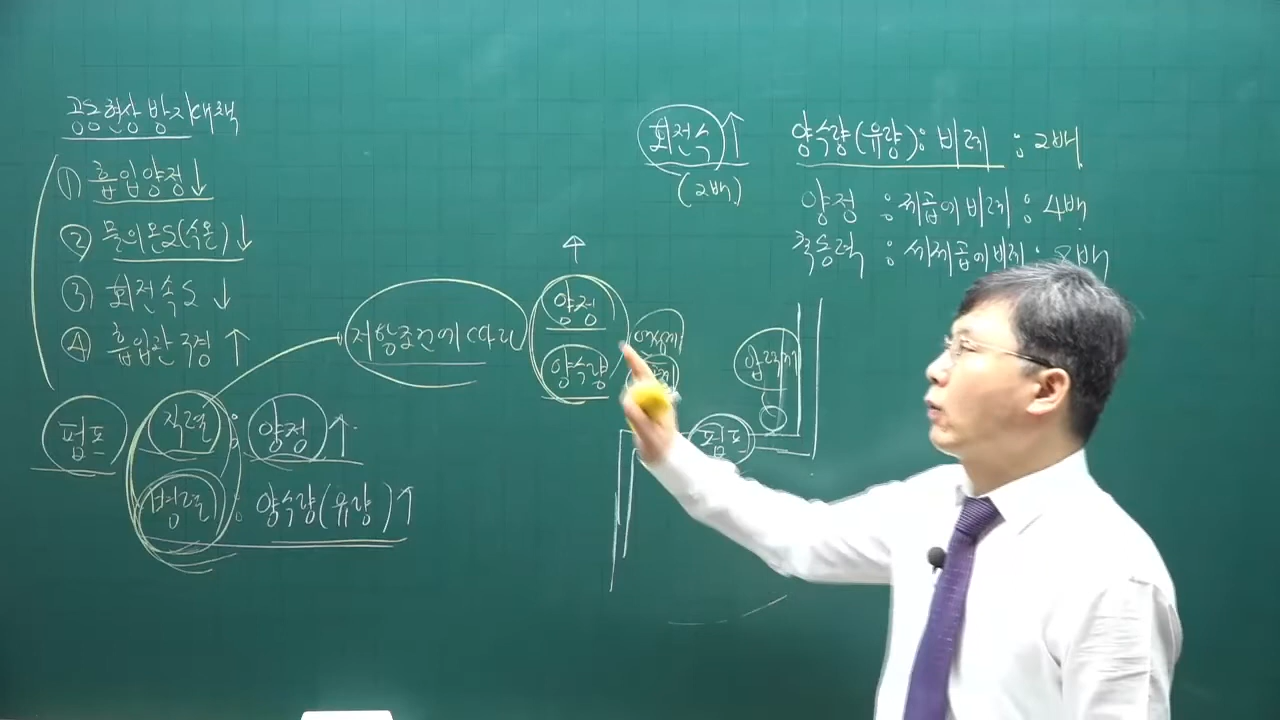 공동현상 방지대책
① 흡입양정↓
② 물의 온도(수온)↓
③ 회전속도↓
④ 흡입관 구경↑
펌프
직렬 : 양정↑
병렬 : 양수량(유량)↑
저항조건에 따라
↑
양정
양수량
회전수↑
(2배)
양수량(유량) : 비례 : 2배
양정 : 제곱에 비례 : 4배
축동력 : 세제곱에 비례 : 8배
압력계
펌프